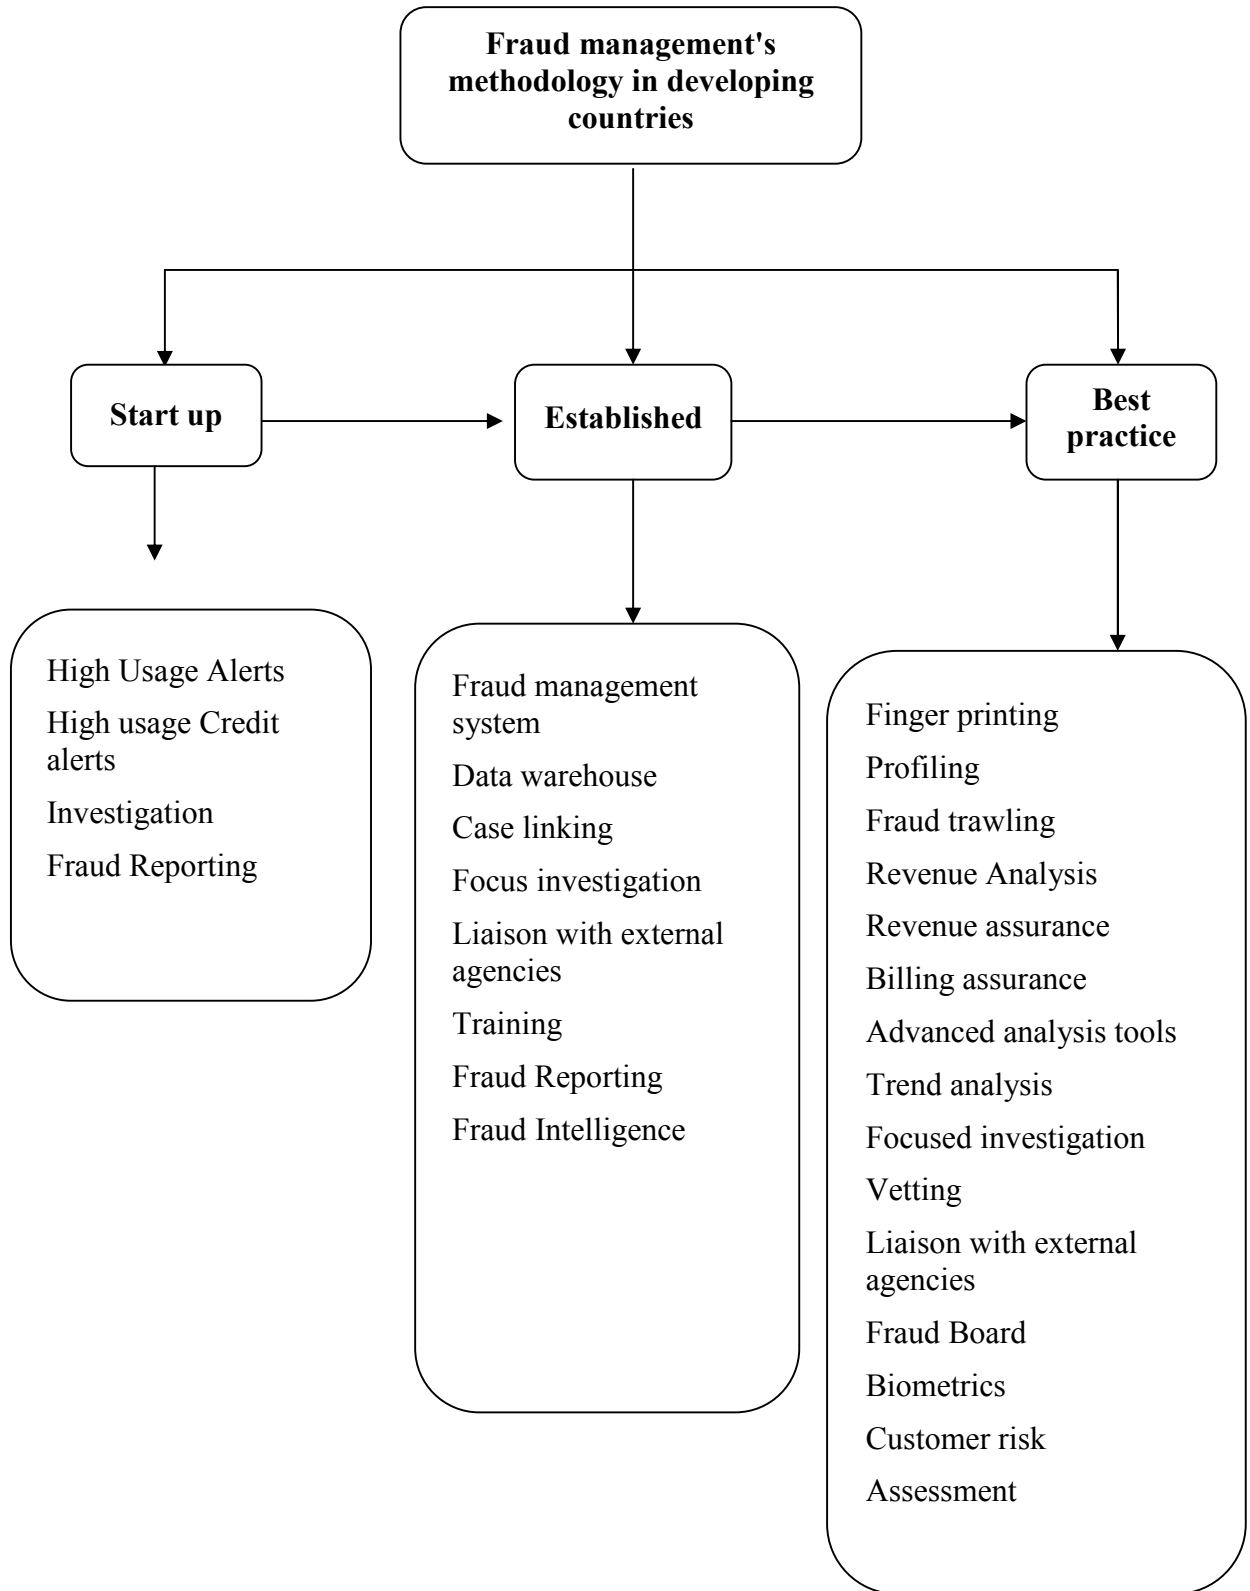 Fraud management's
methodology in developing
countries
Start up
Established
Best
practice
High Usage Alerts
High usage Credit
alerts
Investigation
Fraud Reporting
Fraud management
system
Data warehouse
Case linking
Focus investigation
Liaison with external
agencies
Training
Fraud Reporting
Fraud Intelligence
Finger printing
Profiling
Fraud trawling
Revenue Analysis
Revenue assurance
Billing assurance
Advanced analysis tools
Trend analysis
Focused investigation
Vetting
Liaison with external
agencies
Fraud Board
Biometrics
Customer risk
Assessment